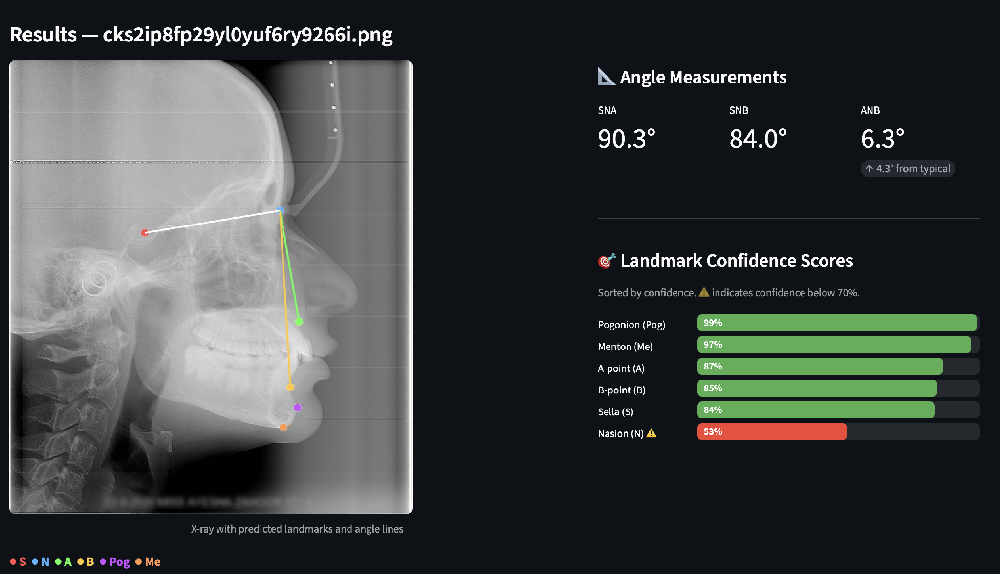 Results — cks2ip8fp29yl0yuf6ry9266i.png
X-ray with predicted landmarks and angle lines
S N A B Pog Me
📐 Angle Measurements
SNA SNB ANB
90.3° 84.0° 6.3°
↑ 4.3° from typical
🎯 Landmark Confidence Scores
Sorted by confidence. ⚠️ indicates confidence below 70%.
Pogonion (Pog) 99%
Menton (Me) 97%
A-point (A) 87%
B-point (B) 85%
Sella (S) 84%
Nasion (N) ⚠️ 53%